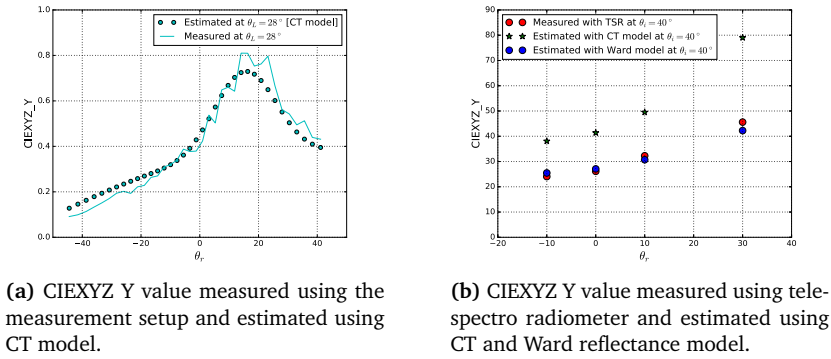 Estimated at θL = 28° [CT model]
Measured at θL = 28°
CIEXYZ_Y
1.0
0.8
0.6
0.4
0.2
0.0
−40
−20
0
20
40
θr
Measured with TSR at θi = 40°
Estimated with CT model at θi = 40°
Estimated with Ward model at θi = 40°
CIEXYZ_Y
90
80
70
60
50
40
30
20
10
0
−20
−10
0
10
20
30
40
θr
(a) CIEXYZ Y value measured using the
measurement setup and estimated using
CT model.
(b) CIEXYZ Y value measured using tele-
spectro radiometer and estimated using
CT and Ward reflectance model.